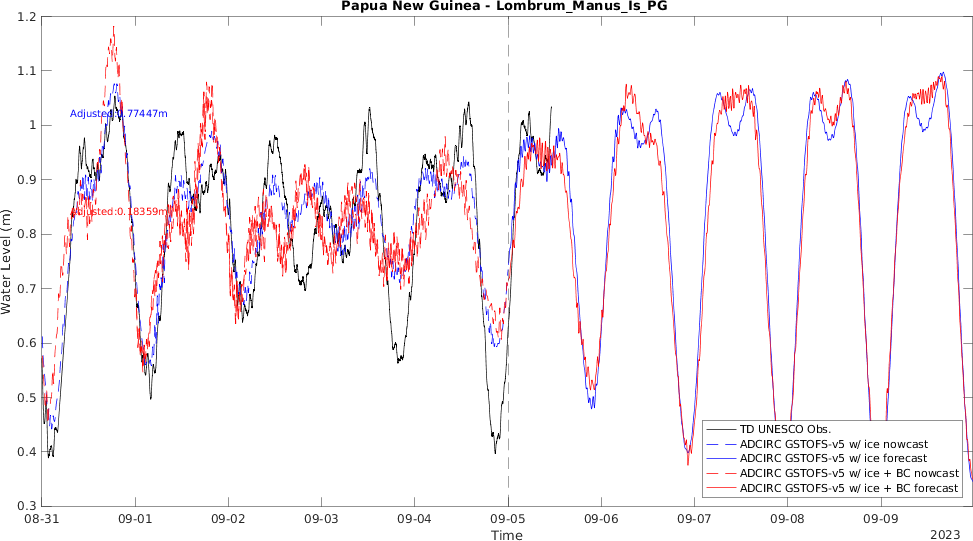 Papua New Guinea - Lombrum_Manus_Is_PG
Water Level (m)
1.2
1.1
1
0.9
0.8
0.7
0.6
0.5
0.4
0.3
Adjusted:0.77447m
Adjusted:0.18359m
08-31
09-01
09-02
09-03
09-04
09-05
09-06
09-07
09-08
09-09
Time
2023
TD UNESCO Obs.
ADCIRC GSTOFS-v5 w/ ice nowcast
ADCIRC GSTOFS-v5 w/ ice forecast
ADCIRC GSTOFS-v5 w/ ice + BC nowcast
ADCIRC GSTOFS-v5 w/ ice + BC forecast